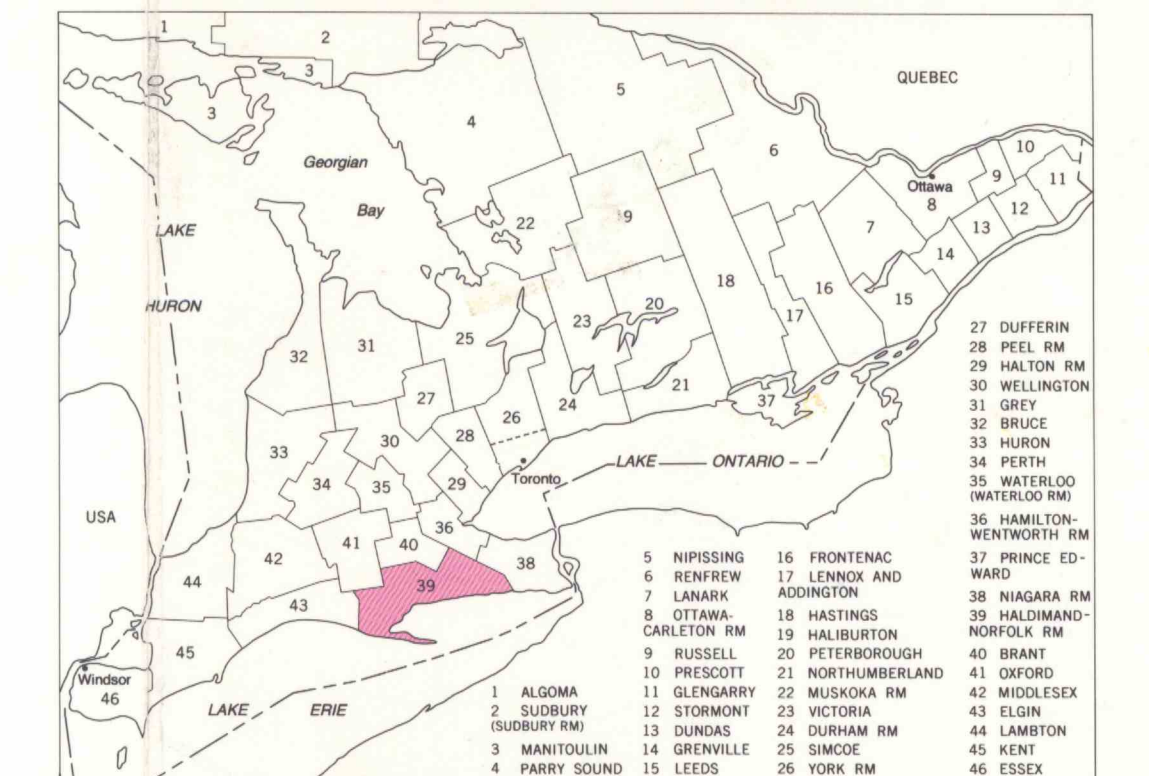 1
2
3
3
4
5
QUEBEC
6
Georgian
Bay
LAKE
HURON
22
9
18
7
Ottawa
8
9
10
11
12
13
14
15
16
17
20
23
21
37
24
25
26
27
28
29
30
31
32
33
34
35
36
Toronto
LAKE ONTARIO
USA
38
39
40
41
42
43
44
45
Windsor
46
LAKE ERIE
1 ALGOMA
2 SUDBURY
(SUDBURY RM)
3 MANITOULIN
4 PARRY SOUND
5 NIPISSING
6 RENFREW
7 LANARK
8 OTTAWA-
CARLETON RM
9 RUSSELL
10 PRESCOTT
11 GLENGARRY
12 STORMONT
13 DUNDAS
14 GRENVILLE
15 LEEDS
16 FRONTENAC
17 LENNOX AND
ADDINGTON
18 HASTINGS
19 HALIBURTON
20 PETERBOROUGH
21 NORTHUMBERLAND
22 MUSKOKA RM
23 VICTORIA
24 DURHAM RM
25 SIMCOE
26 YORK RM
27 DUFFERIN
28 PEEL RM
29 HALTON RM
30 WELLINGTON
31 GREY
32 BRUCE
33 HURON
34 PERTH
35 WATERLOO
(WATERLOO RM)
36 HAMILTON-
WENTWORTH RM
37 PRINCE ED-
WARD
38 NIAGARA RM
39 HALDIMAND-
NORFOLK RM
40 BRANT
41 OXFORD
42 MIDDLESEX
43 ELGIN
44 LAMBTON
45 KENT
46 ESSEX